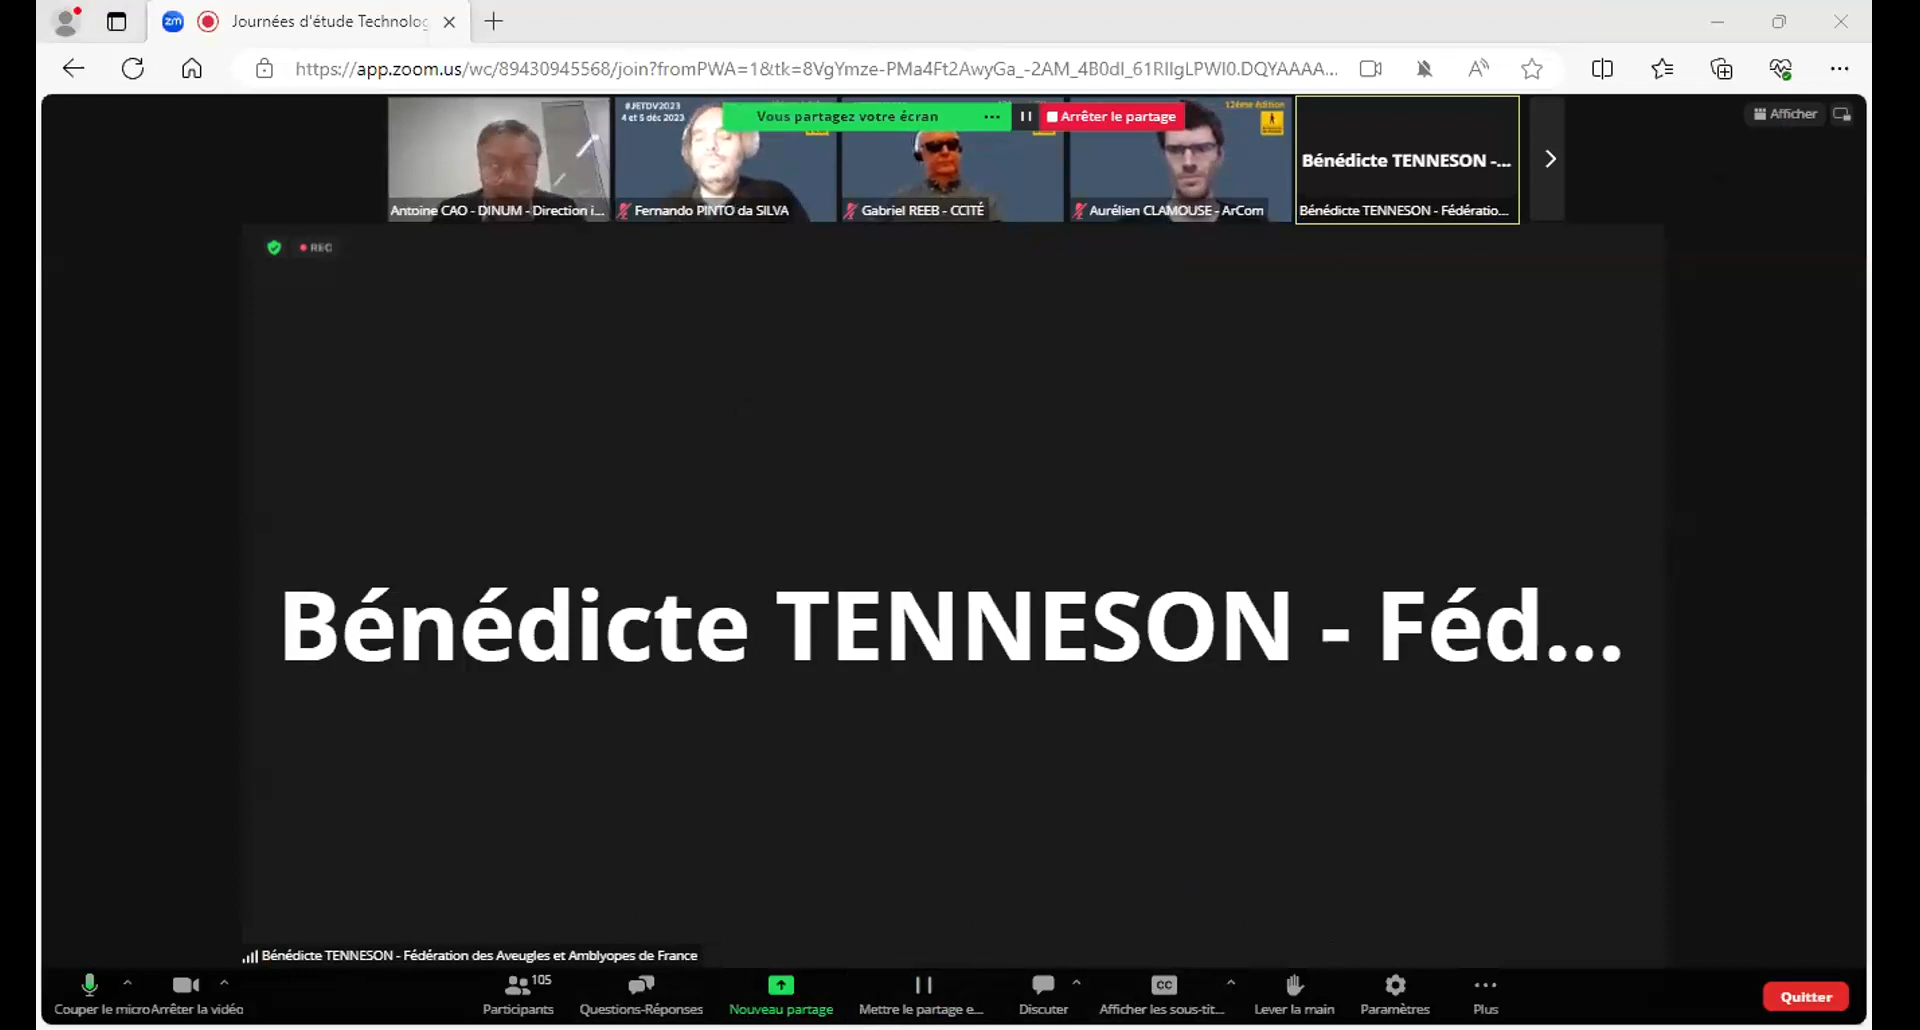 Journées d'étude Technolog
https://app.zoom.us/wc/89430945568/join?fromPWA=1&tk=8VgYmze-PMa4Ft2AwyGa_-2AM_4B0dI_61RIIgLPWI0.DQYAAAA...
#JETDV2023
4 et 5 déc 2023
Vous partagez votre écran
Arrêter le partage
12ème édition
Afficher
Bénédicte TENNESON -...
Antoine CAO - DINUM - Direction i...
Fernando PINTO da SILVA
Gabriel REEB - CCITÉ
Aurélien CLAMOUSE - ArCom
Bénédicte TENNESON - Fédératio...
REC
Bénédicte TENNESON - Féd...
Bénédicte TENNESON - Fédération des Aveugles et Amblyopes de France
Couper le micro
Arrêter la vidéo
105
Participants
Questions-Réponses
Nouveau partage
Mettre le partage e...
Discuter
CC
Afficher les sous-tit...
Lever la main
Paramètres
Plus
Quitter